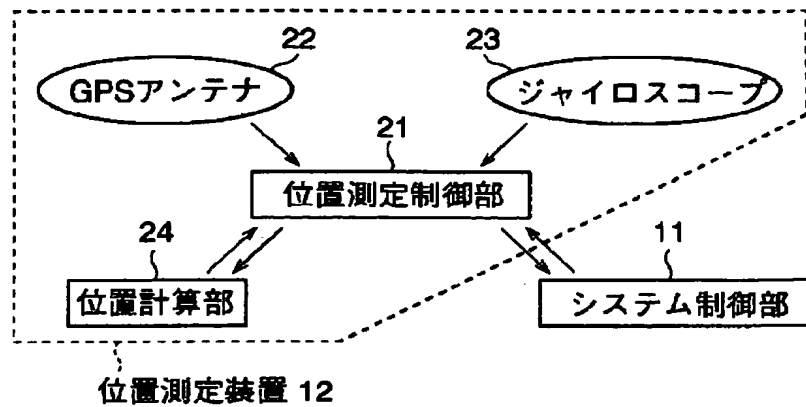 22
23
GPSアンテナ
ジャイロスコープ
21
位置測定制御部
24
11
位置計算部
システム制御部
位置測定装置 12